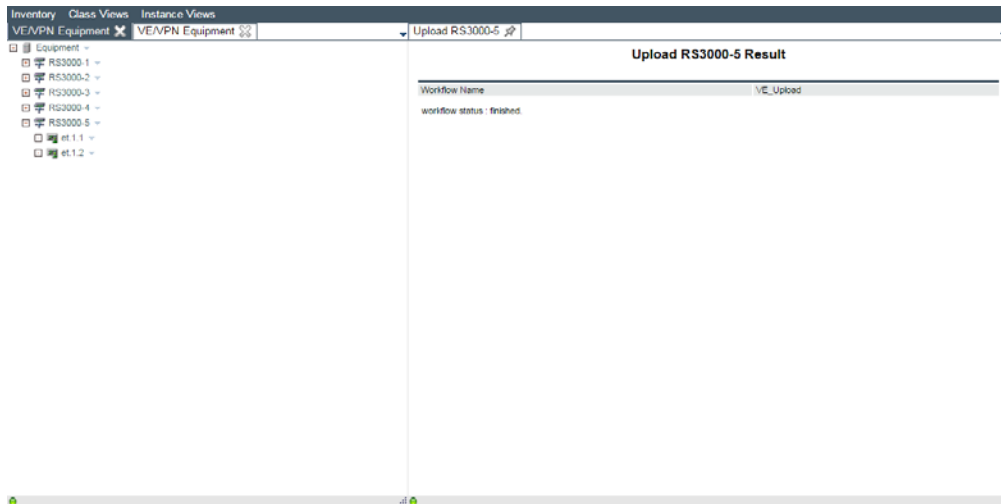 Inventory Class Views Instance Views
VE/VPN Equipment VE/VPN Equipment
Upload RS3000-5
Equipment
RS3000-1
RS3000-2
RS3000-3
RS3000-4
RS3000-5
et.1.1
et.1.2
Upload RS3000-5 Result
Workflow Name VE_Upload
workflow status : finished.